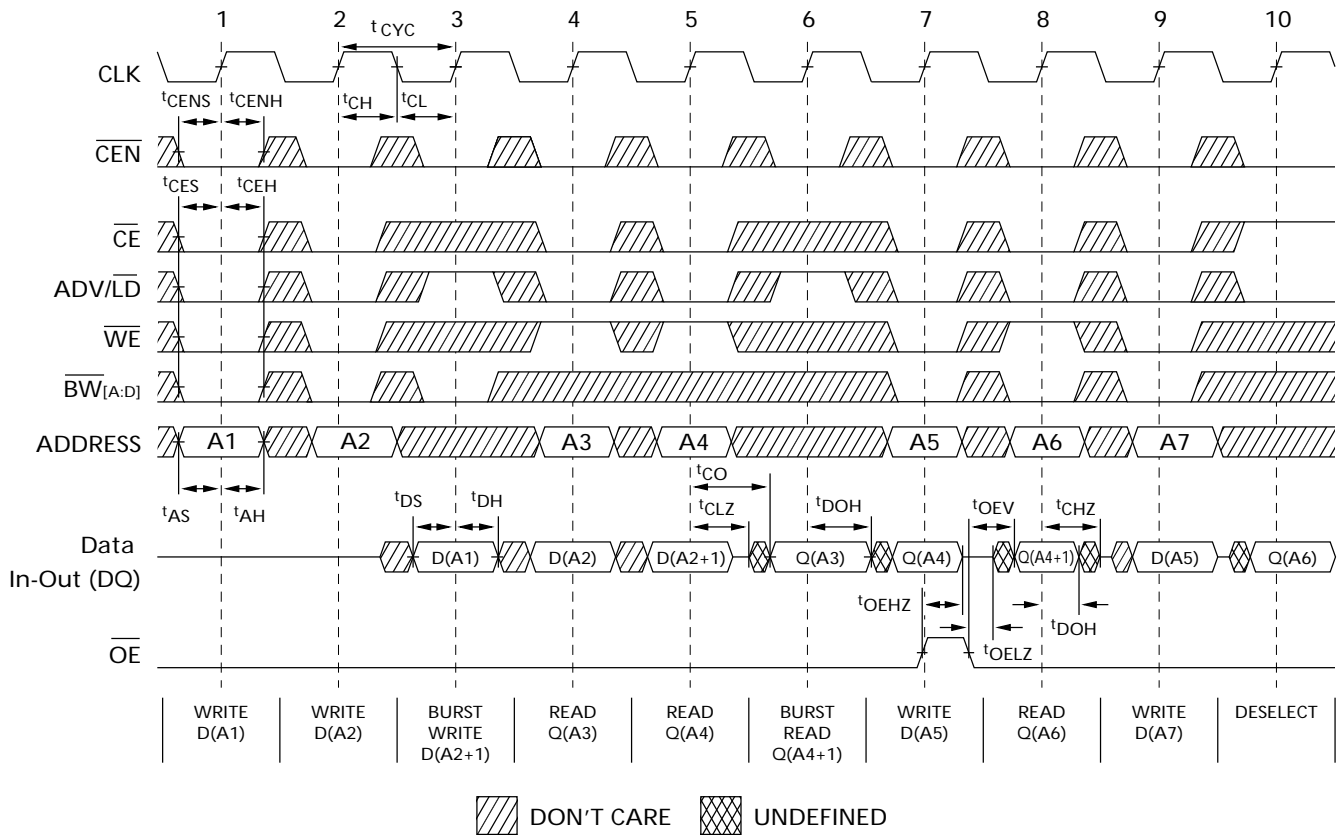 1 2 3 4 5 6 7 8 9 10
tCYC
CLK
tCENS tCENH tCH tCL
CEN
tCES tCEH
CE
ADV/LD
WE
BW[A:D]
ADDRESS A1 A2 A3 A4 A5 A6 A7
tAS tAH tDS tDH tCO tCLZ tDOH tOEV tCHZ
Data In-Out (DQ) D(A1) D(A2) D(A2+1) Q(A3) Q(A4) Q(A4+1) D(A5) Q(A6)
tOEHZ tDOH
tOELZ
OE
WRITE D(A1)
WRITE D(A2)
BURST WRITE D(A2+1)
READ Q(A3)
READ Q(A4)
BURST READ Q(A4+1)
WRITE D(A5)
READ Q(A6)
WRITE D(A7)
DESELECT
DON'T CARE UNDEFINED